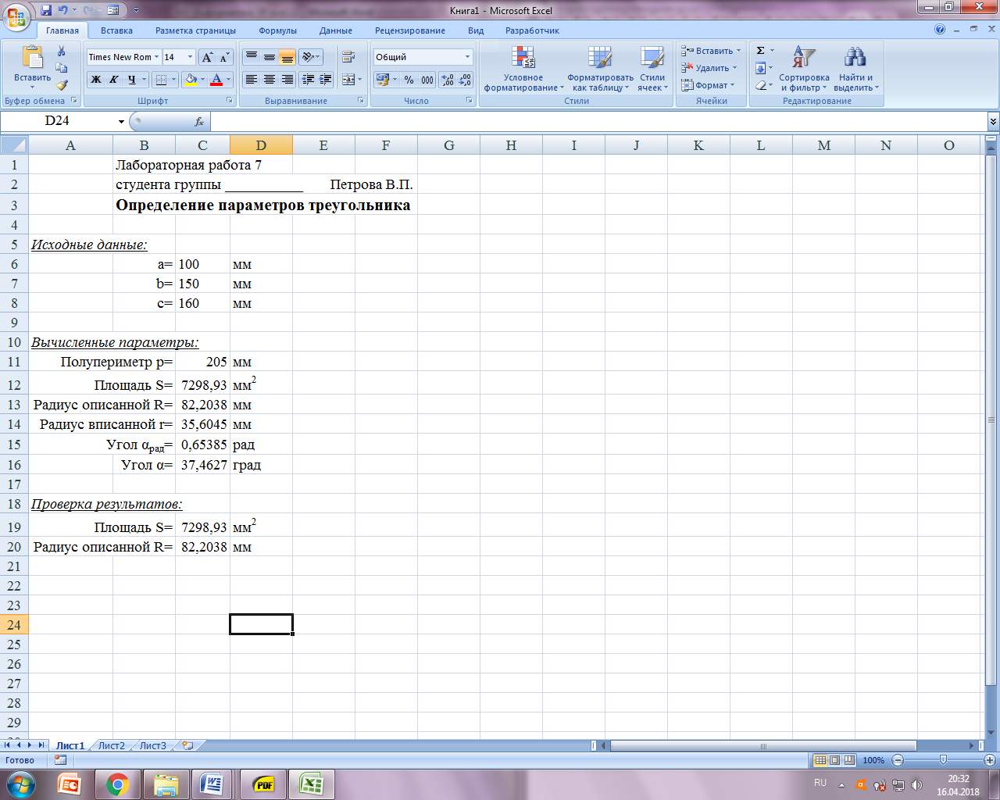 Книга1 - Microsoft Excel
Главная Вставка Разметка страницы Формулы Данные Рецензирование Вид Разработчик
Вставить
Times New Rom 14
Ж К Ч
Общий
% 000
Условное форматирование
Форматировать как таблицу
Стили ячеек
Вставить
Удалить
Формат
Σ
Сортировка и фильтр
Найти и выделить
Буфер обмена Шрифт Выравнивание Число Стили Ячейки Редактирование
D24 fx
A B C D E F G H I J K L M N O
1 Лабораторная работа 7
2 студента группы ___________ Петрова В.П.
3 Определение параметров треугольника
4
5 Исходные данные:
6 a= 100 мм
7 b= 150 мм
8 c= 160 мм
9
10 Вычисленные параметры:
11 Полупериметр p= 205 мм
12 Площадь S= 7298,93 мм²
13 Радиус описанной R= 82,2038 мм
14 Радиус вписанной r= 35,6045 мм
15 Угол αрад= 0,65385 рад
16 Угол α= 37,4627 град
17
18 Проверка результатов:
19 Площадь S= 7298,93 мм²
20 Радиус описанной R= 82,2038 мм
21
22
23
24
25
26
27
28
29
Лист1 Лист2 Лист3
Готово 100%
PDF
RU
20:32
16.04.2018